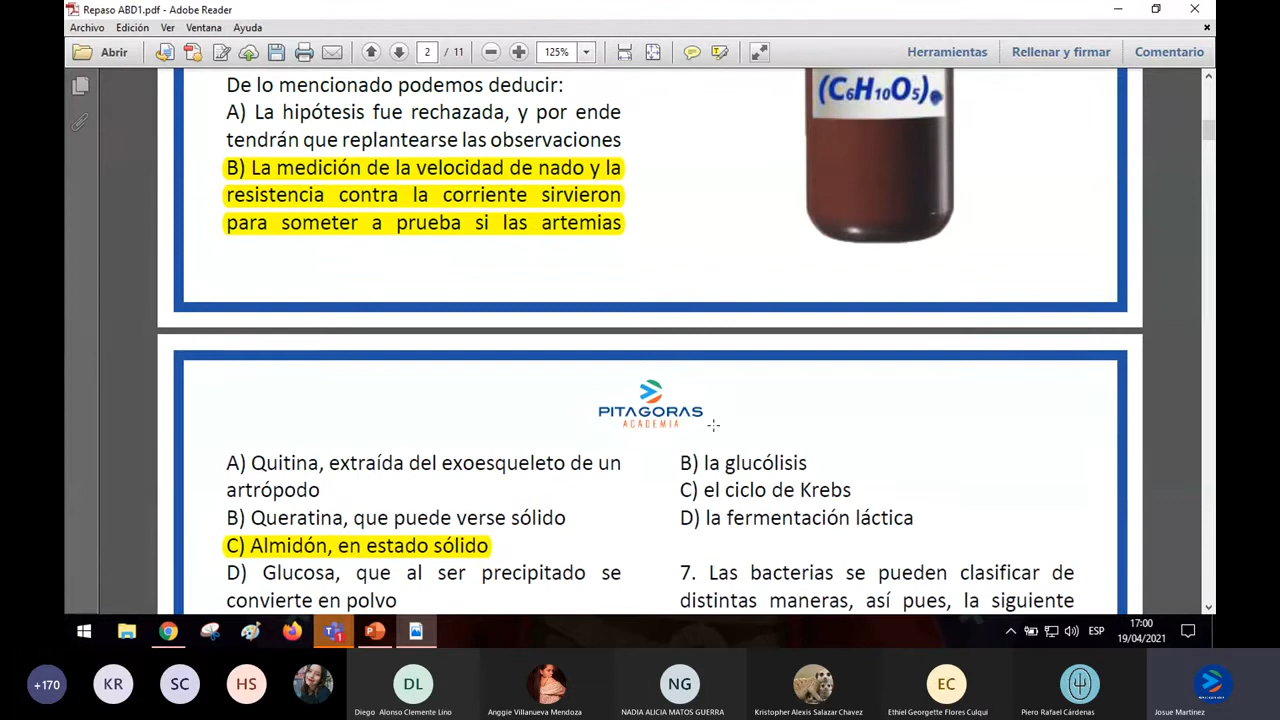 Repaso ABD1.pdf - Adobe Reader
Archivo Edición Ver Ventana Ayuda
Abrir 2 / 11 125% Herramientas Rellenar y firmar Comentario
De lo mencionado podemos deducir:
A) La hipótesis fue rechazada, y por ende
tendrán que replantearse las observaciones
B) La medición de la velocidad de nado y la
resistencia contra la corriente sirvieron
para someter a prueba si las artemias
(C6H10O5)
PITAGORAS
ACADEMIA
A) Quitina, extraída del exoesqueleto de un
artrópodo
B) Queratina, que puede verse sólido
C) Almidón, en estado sólido
D) Glucosa, que al ser precipitado se
convierte en polvo
B) la glucólisis
C) el ciclo de Krebs
D) la fermentación láctica
7. Las bacterias se pueden clasificar de
distintas maneras, así pues, la siguiente
1
ESP
17:00
19/04/2021
+170 KR SC HS DL NG EC
Diego Alonso Clemente Lino
Anggie Villanueva Mendoza
NADIA ALICIA MATOS GUERRA
Kristopher Alexis Salazar Chavez
Ethiel Georgette Flores Culqui
Piero Rafael Cárdenas
Josue Martinez